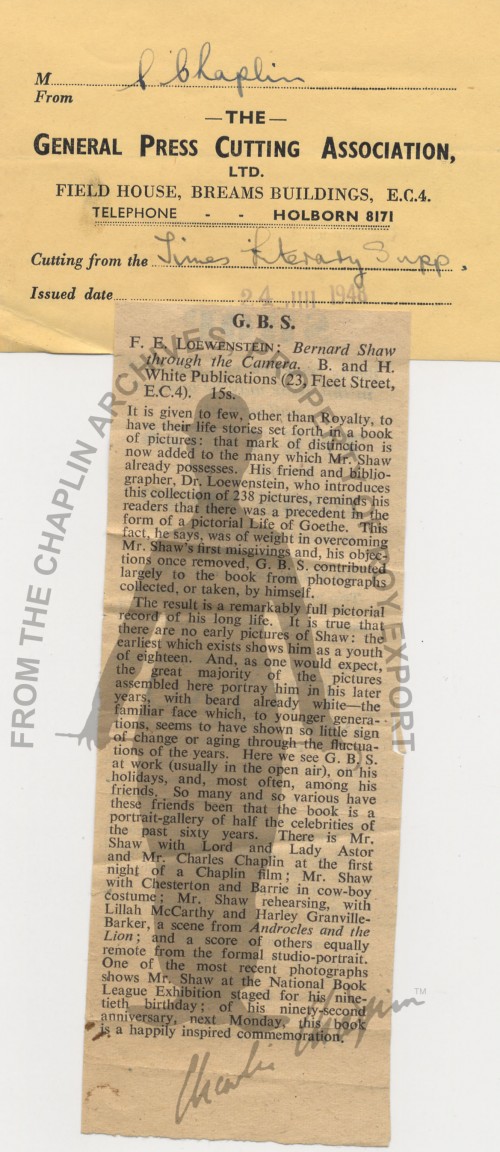 M C Chaplin
From
—THE—
GENERAL PRESS CUTTING ASSOCIATION,
LTD.
FIELD HOUSE, BREAMS BUILDINGS, E.C.4.
TELEPHONE - - HOLBORN 8171
Cutting from the Times Literary Supp.
Issued date 24 JUL 1948
G. B. S.
F. E. LOEWENSTEIN: Bernard Shaw
through the Camera. B. and H.
White Publications (23, Fleet Street,
E.C.4). 15s.
It is given to few, other than Royalty, to
have their life stories set forth in a book
of pictures: that mark of distinction is
now added to the many which Mr. Shaw
already possesses. His friend and biblio-
grapher, Dr. Loewenstein, who introduces
this collection of 238 pictures, reminds his
readers that there was a precedent in the
form of a pictorial Life of Goethe. This
fact, he says, was of weight in overcoming
Mr. Shaw's first misgivings and, his objec-
tions once removed, G. B. S. contributed
largely to the book from photographs
collected, or taken, by himself.
The result is a remarkably full pictorial
record of his long life. It is true that
there are no early pictures of Shaw: the
earliest which exists shows him as a youth
of eighteen. And, as one would expect,
the great majority of the pictures
assembled here portray him in his later
years, with beard already white—the
familiar face which, to younger genera-
tions, seems to have shown so little sign
of change or aging through the fluctua-
tions of the years. Here we see G. B. S.
at work (usually in the open air), on his
holidays, and, most often, among his
friends. So many and so various have
these friends been that the book is a
portrait-gallery of half the celebrities of
the past sixty years. There is Mr.
Shaw with Lord and Lady Astor
and Mr. Charles Chaplin at the first
night of a Chaplin film; Mr. Shaw
with Chesterton and Barrie in cow-boy
costume; Mr. Shaw rehearsing, with
Lillah McCarthy and Harley Granville-
Barker, a scene from Androcles and the
Lion; and a score of others equally
remote from the formal studio-portrait.
One of the most recent photographs
shows Mr. Shaw at the National Book
League Exhibition staged for his nine-
tieth birthday; of his ninety-second
anniversary, next Monday, this book
is a happily inspired commemoration.
Charlie Chaplin™